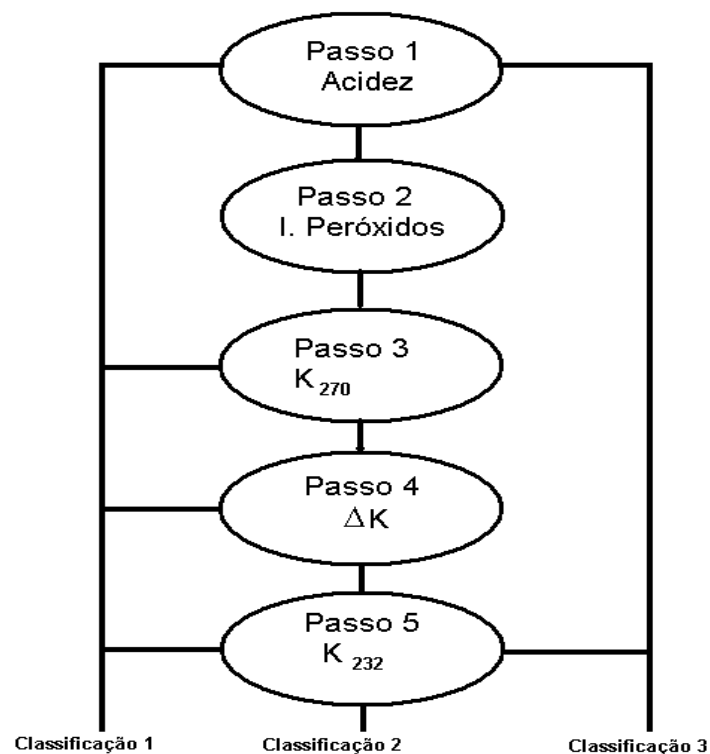 Passo 1
Acidez
Passo 2
I. Peróxidos
Passo 3
K 270
Passo 4
ΔK
Passo 5
K 232
Classificação 1
Classificação 2
Classificação 3